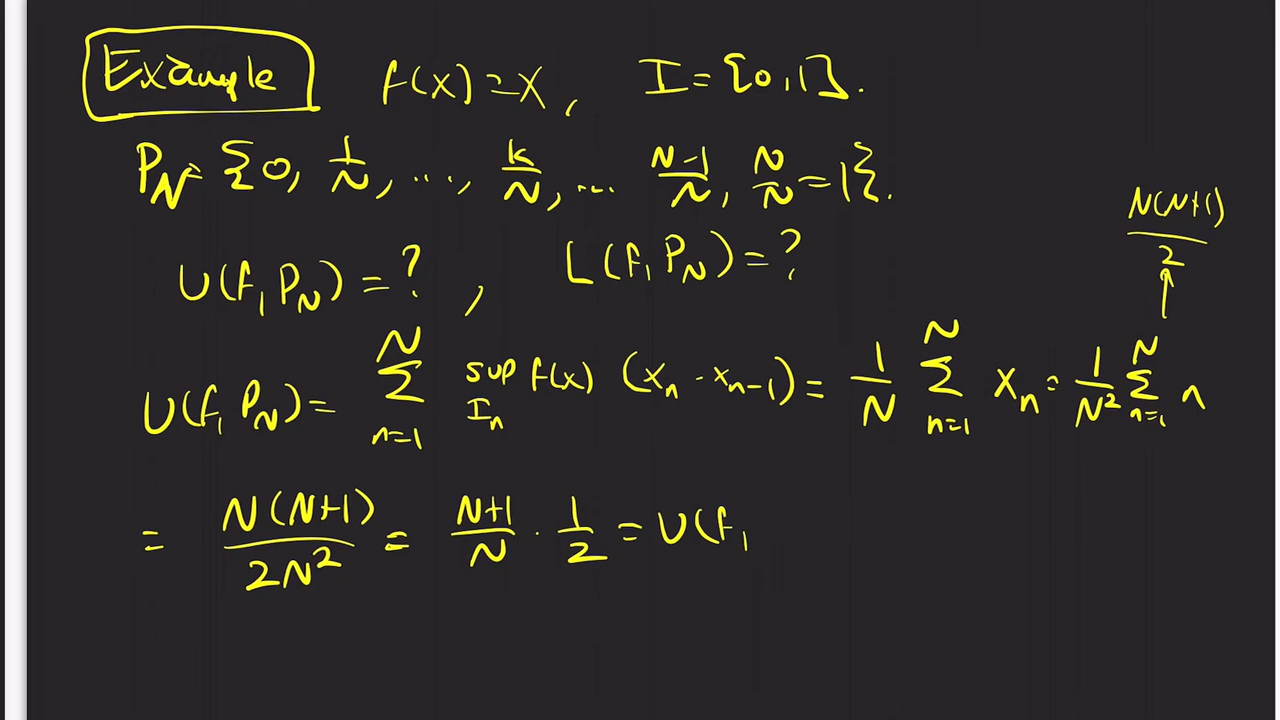 Example f(x) = x, I = [0,1].
P_N = {0, 1/N, ..., k/N, ... N-1/N, N/N = 1}.
U(f, P_N) = ?, L(f, P_N) = ?
N(N+1)/2
↑
U(f, P_N) = Σ_{n=1}^{N} sup_{I_n} f(x) (x_n - x_{n-1}) = 1/N Σ_{n=1}^{N} x_n = 1/N² Σ_{n=1}^{N} n
= N(N+1)/2N² = N+1/N · 1/2 = U(f,